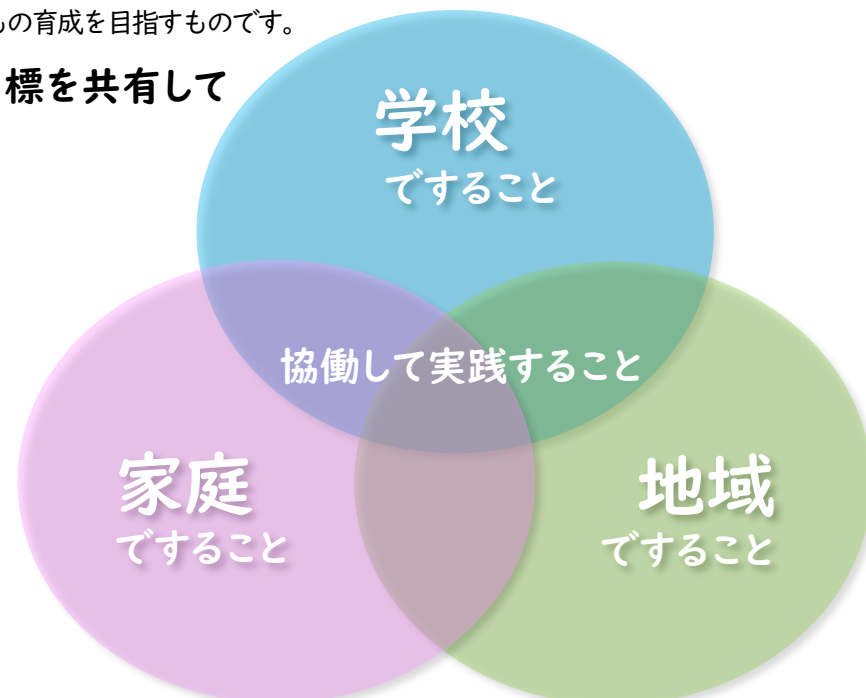 もの育成を目指すものです。
標を共有して
学校
ですること
協働して実践すること
家庭
ですること
地域
ですること